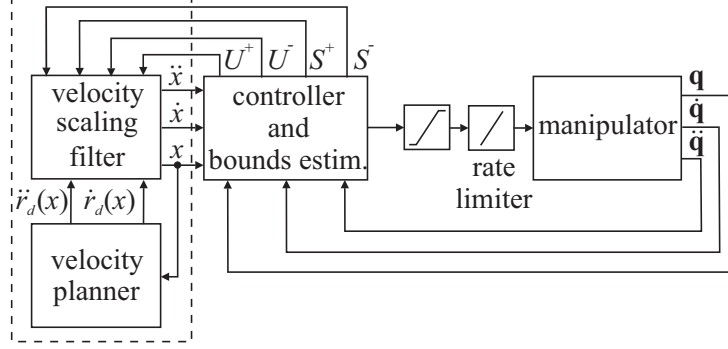 U⁺ U⁻ S⁺ S⁻
velocity
scaling
filter
ẍ
ẋ
x
controller
and
bounds estim.
rate
limiter
manipulator
q
q̇
q̈
r̈_d(x) ṙ_d(x)
velocity
planner